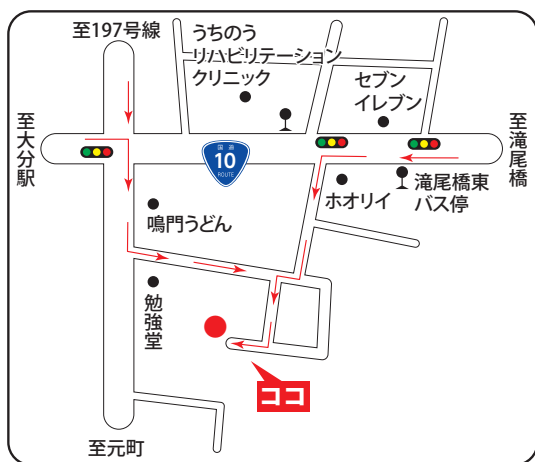 至197号線
うちのう
リハビリテーション
クリニック
セブン
イレブン
至大分駅
国道
10
ROUTE
至滝尾橋
ホオリイ
滝尾橋東
バス停
鳴門うどん
勉強堂
ココ
至元町